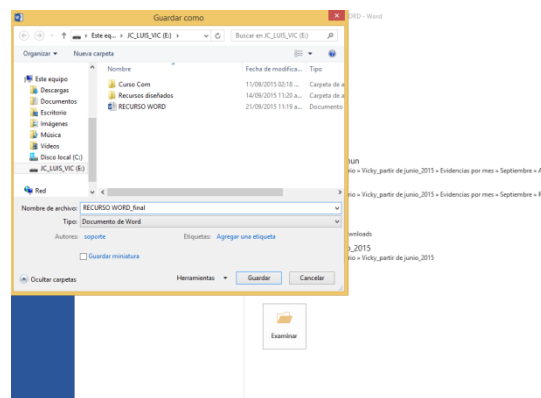 Guardar como
ORD - Word
Este eq... › JC_LUIS_VIC (E:) ›
Buscar en JC_LUIS_VIC (E:)
Organizar
Nueva carpeta
Nombre
Fecha de modifica...
Tipo
Este equipo
Descargas
Documentos
Escritorio
Imágenes
Música
Vídeos
Disco local (C:)
JC_LUIS_VIC (E:)
Red
Curso Com
11/09/2015 02:18 ...
Carpeta de a
Recursos diseñados
14/09/2015 11:20 a...
Carpeta de a
RECURSO WORD
21/09/2015 11:19 a...
Documento
mun
rio » Vicky_partir de junio_2015 » Evidencias por mes » Septiembre » A
rio » Vicky_partir de junio_2015 » Evidencias por mes » Septiembre » F
Nombre de archivo: RECURSO WORD_final
Tipo: Documento de Word
Autores: soporte
Etiquetas: Agregar una etiqueta
wnloads
o_2015
rio » Vicky_partir de junio_2015
Guardar miniatura
Ocultar carpetas
Herramientas
Guardar
Cancelar
Examinar